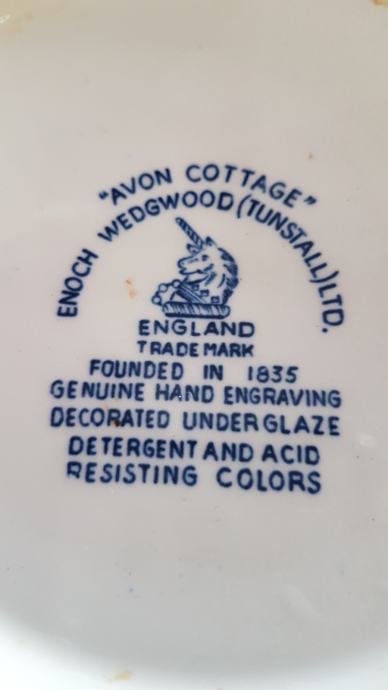 "AVON COTTAGE"
ENOCH WEDGWOOD (TUNSTALL) LTD.
ENGLAND
TRADE MARK
FOUNDED IN 1835
GENUINE HAND ENGRAVING
DECORATED UNDERGLAZE
DETERGENT AND ACID
RESISTING COLORS